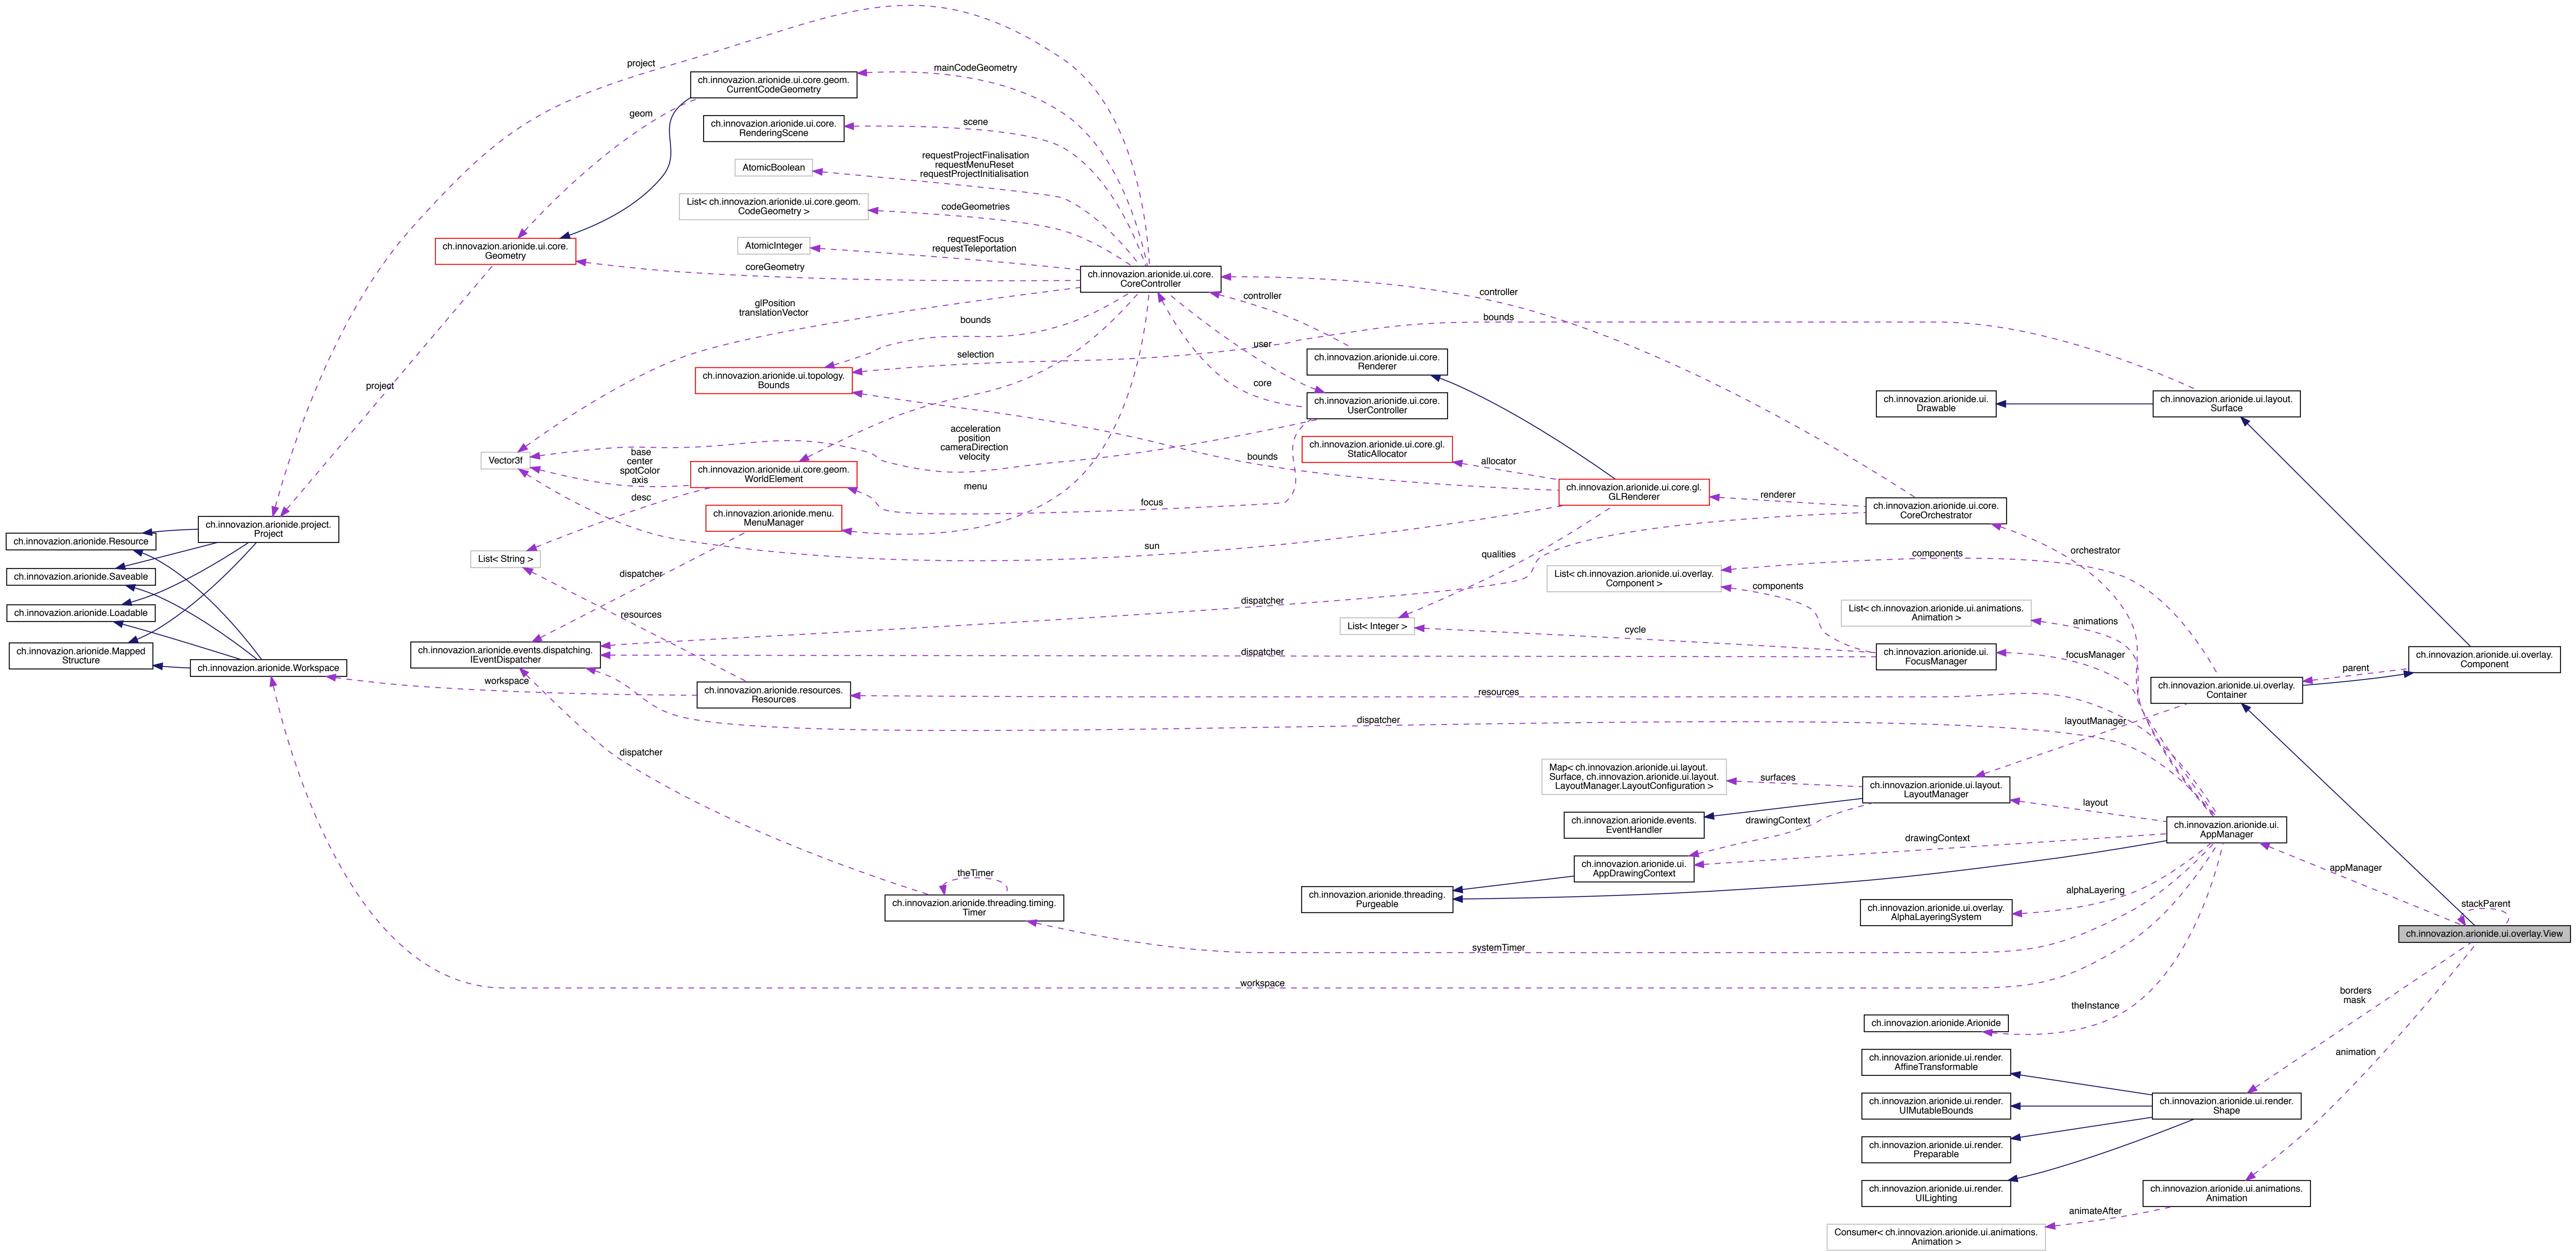 project
mainCodeGeometry
ch.innovazion.arionide.ui.core.geom.
CurrentCodeGeometry
geom
scene
ch.innovazion.arionide.ui.core.
RenderingScene
requestProjectFinalisation
requestMenuReset
requestProjectInitialisation
AtomicBoolean
List< ch.innovazion.arionide.ui.core.geom.
CodeGeometry >
codeGeometries
requestFocus
requestTeleportation
AtomicInteger
ch.innovazion.arionide.ui.core.
Geometry
coreGeometry
ch.innovazion.arionide.ui.core.
CoreController
controller
controller
glPosition
translationVector
bounds
bounds
selection
user
ch.innovazion.arionide.ui.core.
Renderer
project
ch.innovazion.arionide.ui.topology.
Bounds
core
ch.innovazion.arionide.ui.core.
UserController
ch.innovazion.arionide.ui.
Drawable
ch.innovazion.arionide.ui.layout.
Surface
acceleration
position
cameraDirection
velocity
ch.innovazion.arionide.ui.core.gl.
StaticAllocator
allocator
bounds
Vector3f
base
center
spotColor
axis
ch.innovazion.arionide.ui.core.geom.
WorldElement
desc
menu
focus
ch.innovazion.arionide.ui.core.gl.
GLRenderer
renderer
ch.innovazion.arionide.ui.core.
CoreOrchestrator
ch.innovazion.arionide.menu.
MenuManager
ch.innovazion.arionide.project.
Project
ch.innovazion.arionide.Resource
sun
List< String >
qualities
components
orchestrator
ch.innovazion.arionide.Saveable
dispatcher
List< ch.innovazion.arionide.ui.overlay.
Component >
components
ch.innovazion.arionide.Loadable
resources
dispatcher
List< Integer >
List< ch.innovazion.arionide.ui.animations.
Animation >
animations
cycle
ch.innovazion.arionide.Mapped
Structure
ch.innovazion.arionide.events.dispatching.
IEventDispatcher
dispatcher
ch.innovazion.arionide.ui.
FocusManager
focusManager
ch.innovazion.arionide.ui.overlay.
Component
parent
ch.innovazion.arionide.Workspace
workspace
ch.innovazion.arionide.resources.
Resources
resources
ch.innovazion.arionide.ui.overlay.
Container
dispatcher
layoutManager
dispatcher
Map< ch.innovazion.arionide.ui.layout.
Surface, ch.innovazion.arionide.ui.layout.
LayoutManager.LayoutConfiguration >
surfaces
ch.innovazion.arionide.ui.layout.
LayoutManager
layout
ch.innovazion.arionide.events.
EventHandler
drawingContext
drawingContext
ch.innovazion.arionide.ui.
AppManager
ch.innovazion.arionide.ui.
AppDrawingContext
appManager
theTimer
ch.innovazion.arionide.threading.
Purgeable
alphaLayering
ch.innovazion.arionide.threading.timing.
Timer
ch.innovazion.arionide.ui.overlay.
AlphaLayeringSystem
stackParent
ch.innovazion.arionide.ui.overlay.View
systemTimer
workspace
borders
mask
theInstance
ch.innovazion.arionide.Arionide
animation
ch.innovazion.arionide.ui.render.
AffineTransformable
ch.innovazion.arionide.ui.render.
UIMutableBounds
ch.innovazion.arionide.ui.render.
Shape
ch.innovazion.arionide.ui.render.
Preparable
ch.innovazion.arionide.ui.render.
UILighting
ch.innovazion.arionide.ui.animations.
Animation
animateAfter
Consumer< ch.innovazion.arionide.ui.animations.
Animation >